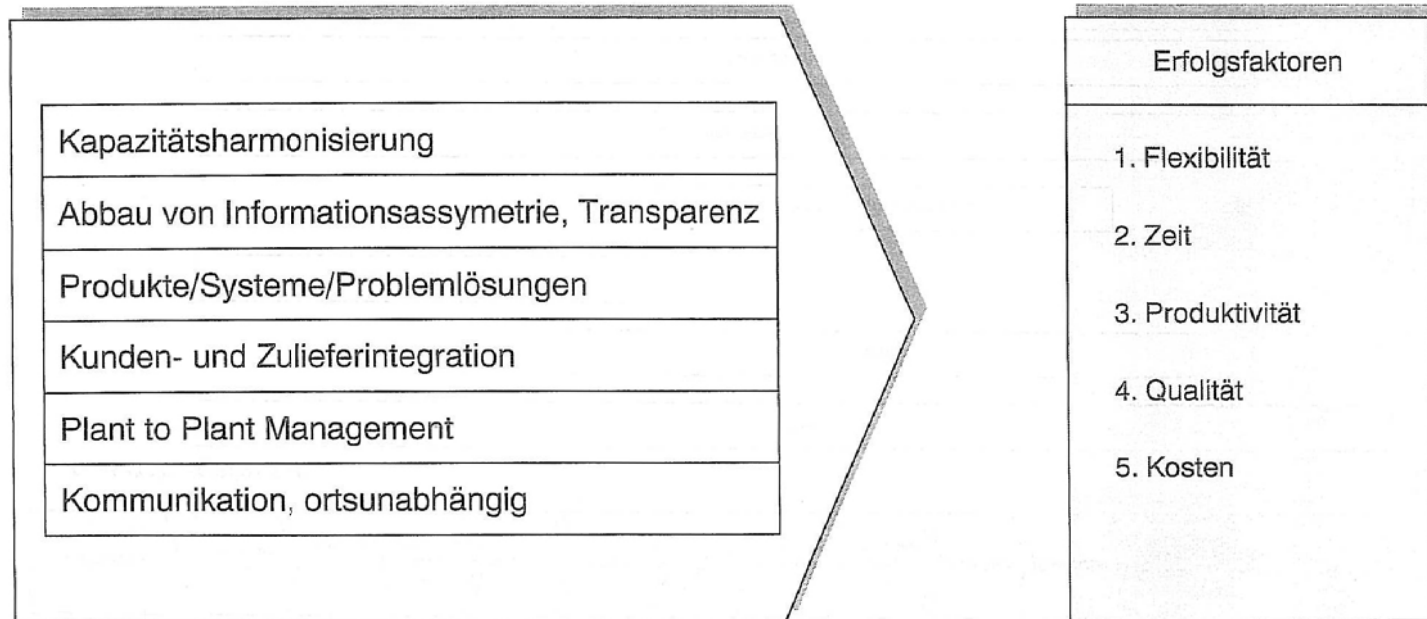 Kapazitätsharmonisierung
Abbau von Informationsassymetrie, Transparenz
Produkte/Systeme/Problemlösungen
Kunden- und Zulieferintegration
Plant to Plant Management
Kommunikation, ortsunabhängig
Erfolgsfaktoren
1. Flexibilität
2. Zeit
3. Produktivität
4. Qualität
5. Kosten